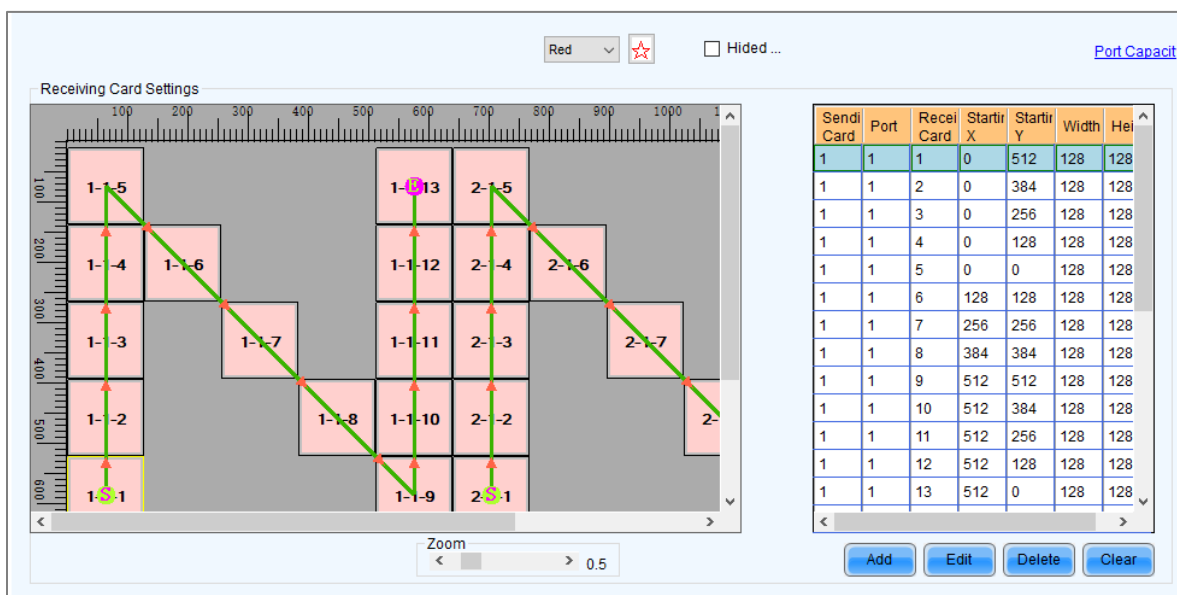 Red
Hided ...
Port Capacit
Receiving Card Settings
100 200 300 400 500 600 700 800 900 1000 1
100
200
300
400
500
600
1-1-5 1- E 13 2-1-5
1-1-4 1-1-6 1-1-12 2-1-4 2-1-6
1-1-3 1-1-7 1-1-11 2-1-3 2-1-7
1-1-2 1-1-8 1-1-10 2-1-2 2-
1- S 1 1-1-9 2 S 1
Sendi Card Port Recei Card Startir X Startir Y Width Hei
1 1 1 0 512 128 128
1 1 2 0 384 128 128
1 1 3 0 256 128 128
1 1 4 0 128 128 128
1 1 5 0 0 128 128
1 1 6 128 128 128 128
1 1 7 256 256 128 128
1 1 8 384 384 128 128
1 1 9 512 512 128 128
1 1 10 512 384 128 128
1 1 11 512 256 128 128
1 1 12 512 128 128 128
1 1 13 512 0 128 128
Zoom
0.5
Add Edit Delete Clear